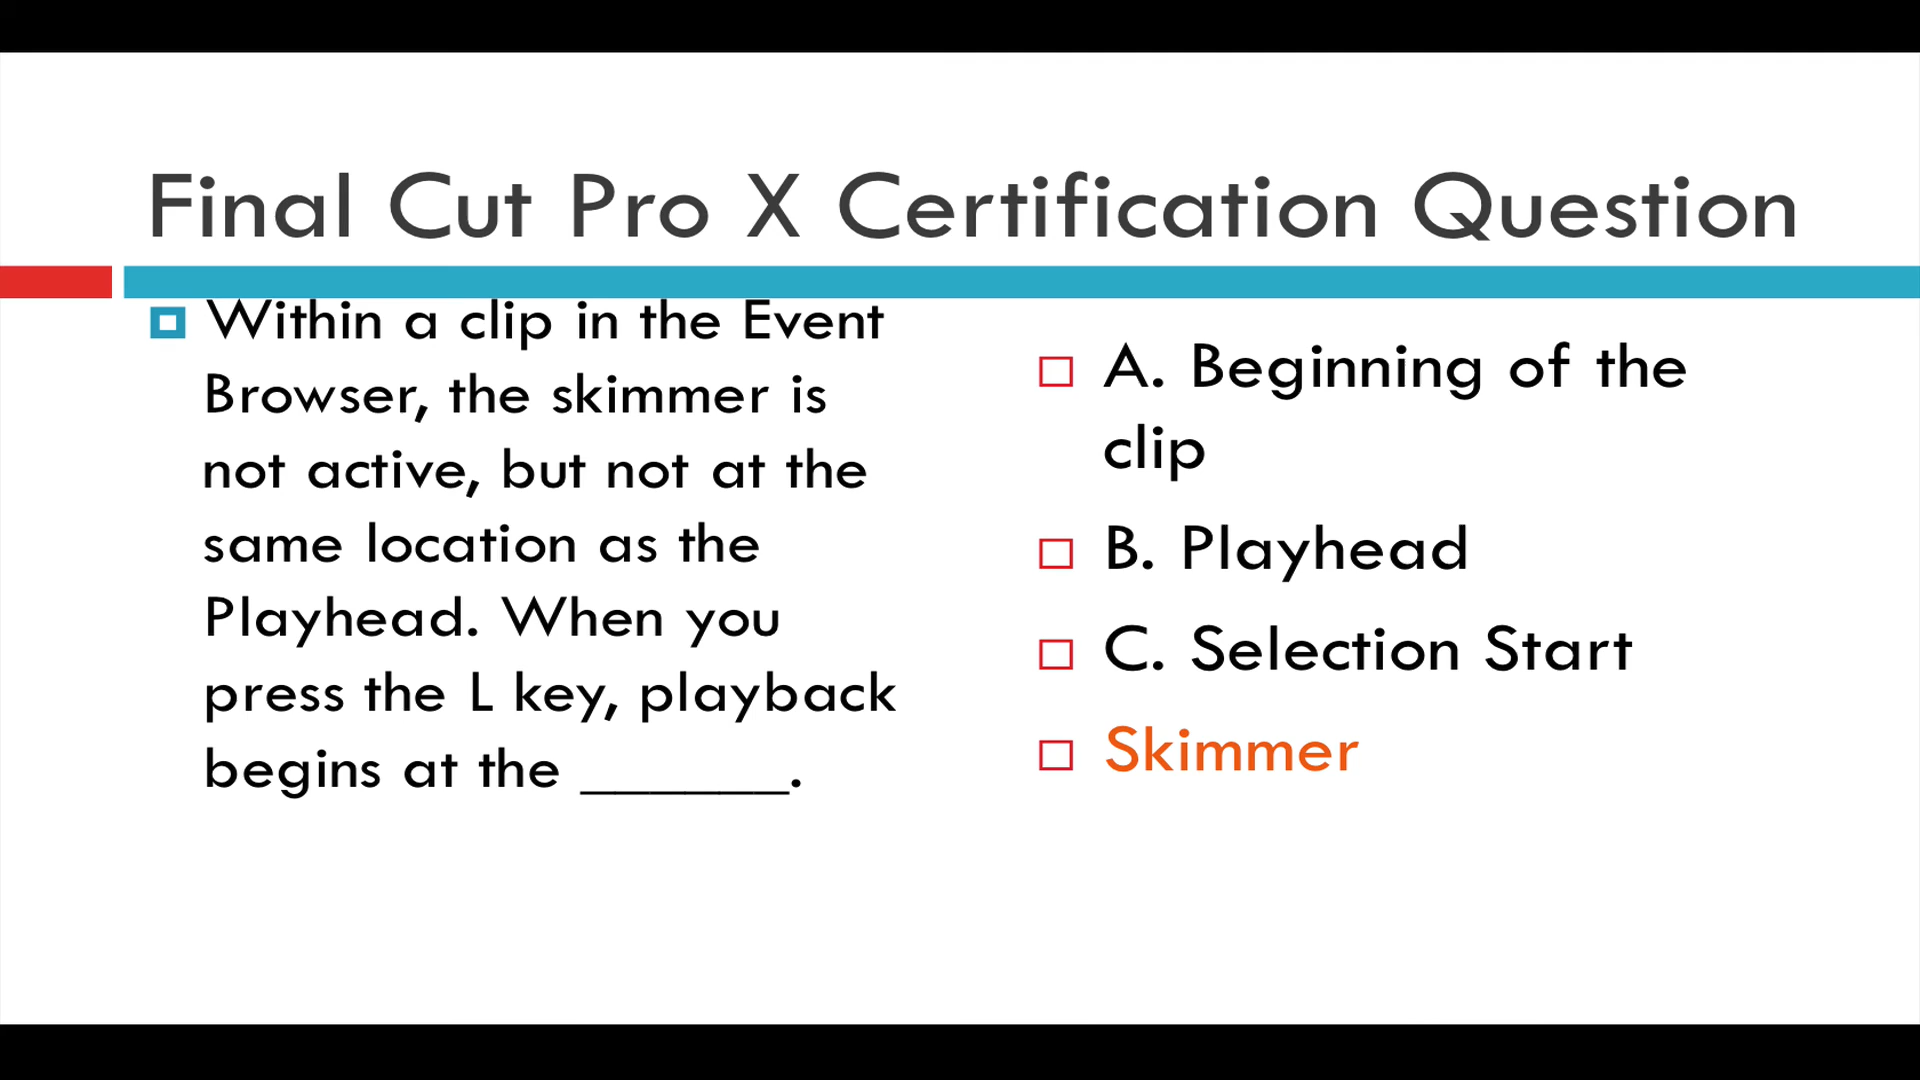 Final Cut Pro X Certification Question
Within a clip in the Event
Browser, the skimmer is
not active, but not at the
same location as the
Playhead. When you
press the L key, playback
begins at the ______.
A. Beginning of the
clip
B. Playhead
C. Selection Start
Skimmer